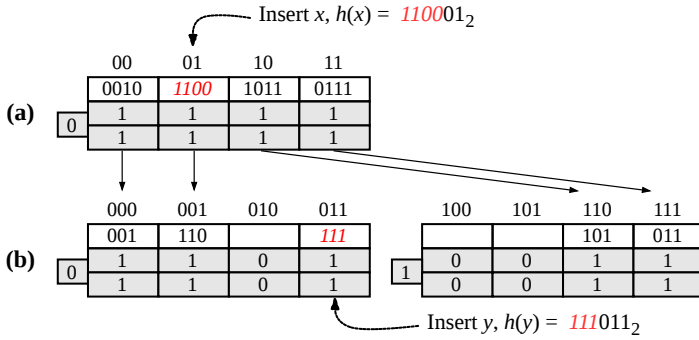 Insert x, h(x) = 110001₂
00 01 10 11
0010 1100 1011 0111
(a) 0 1 1 1 1
1 1 1 1
000 001 010 011 100 101 110 111
001 110 111 101 011
(b) 0 1 1 0 1 1 0 0 1 1
1 1 0 1 0 0 1 1
Insert y, h(y) = 111011₂